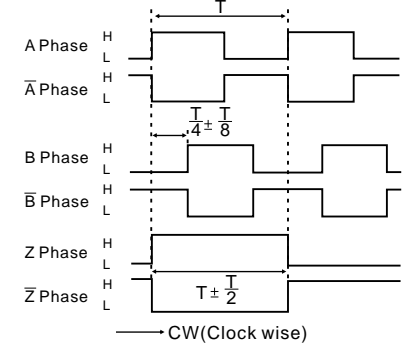 T
A Phase H
L
A̅ Phase H
L
T/4 ± T/8
B Phase H
L
B̅ Phase H
L
Z Phase H
L
Z̅ Phase H
L
T ± T/2
CW(Clock wise)